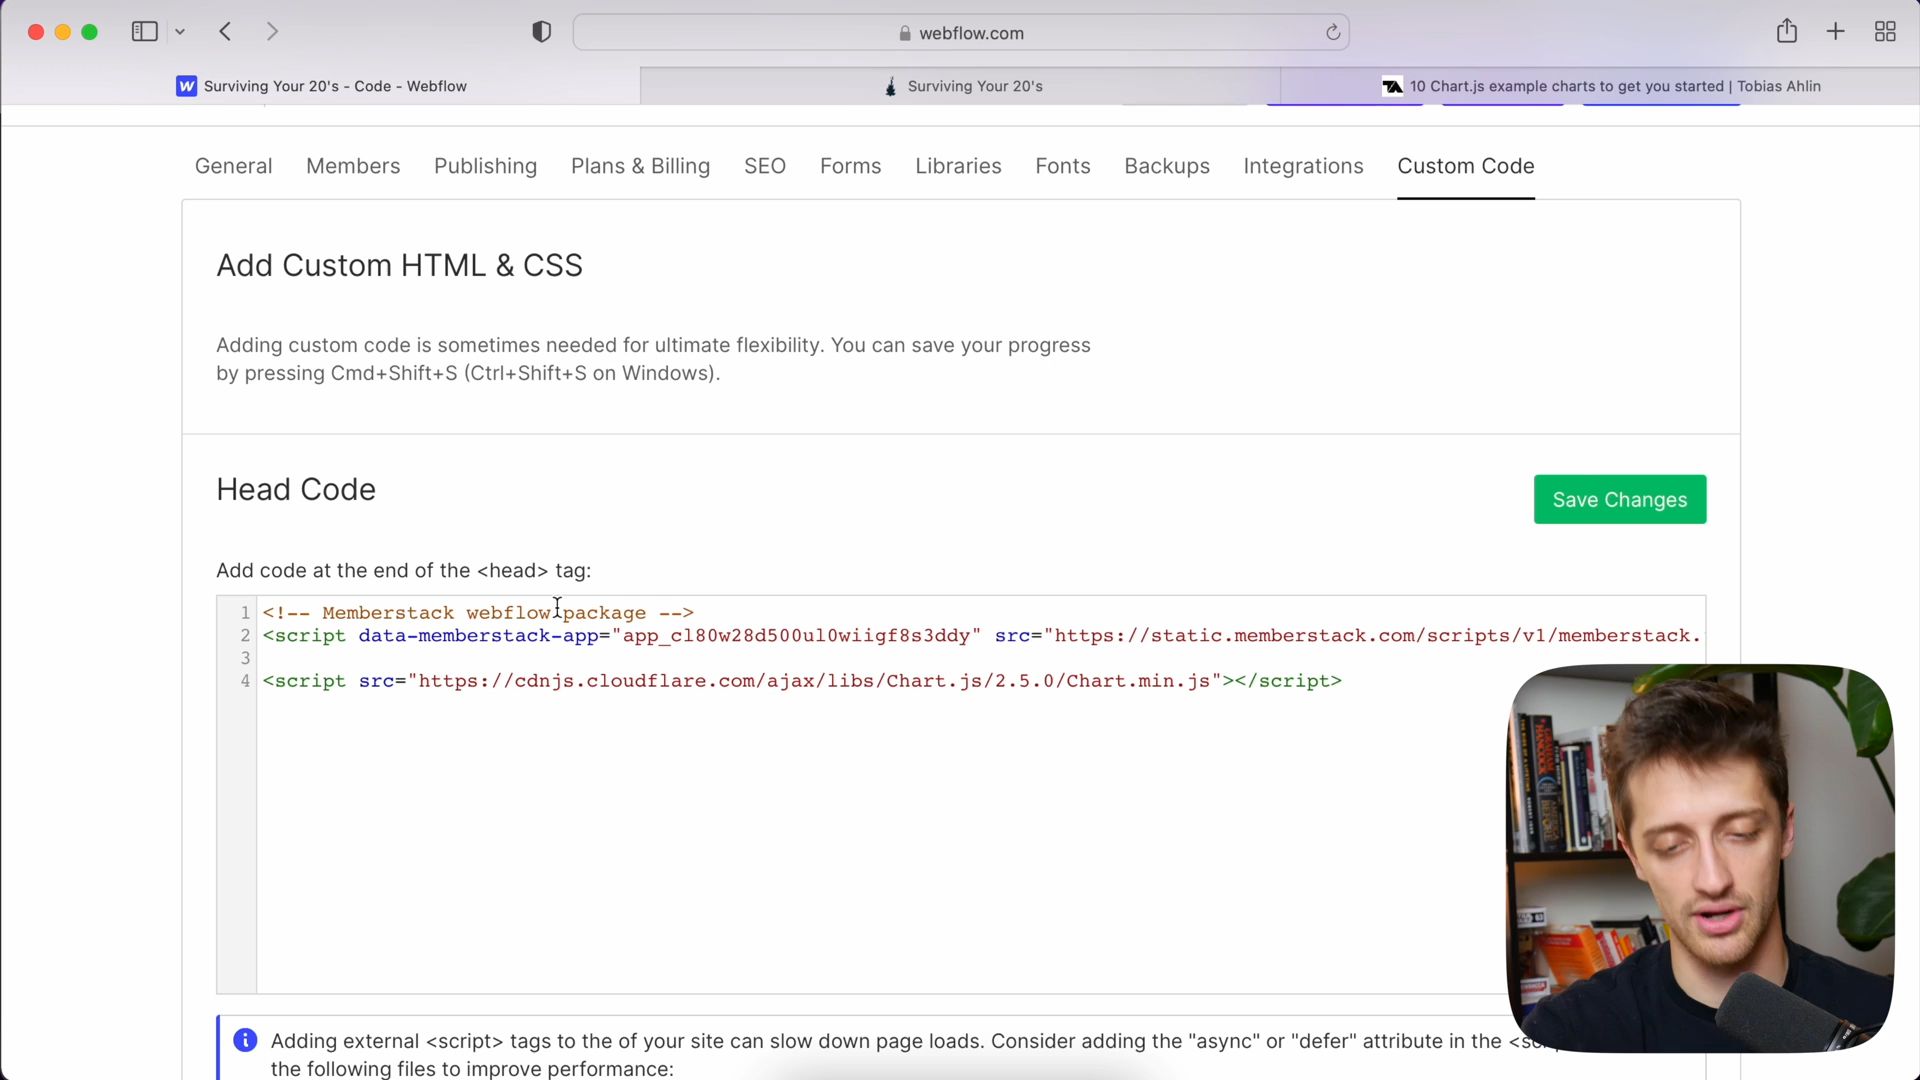 webflow.com
Surviving Your 20's - Code - Webflow
Surviving Your 20's
10 Chart.js example charts to get you started | Tobias Ahlin
General Members Publishing Plans & Billing SEO Forms Libraries Fonts Backups Integrations Custom Code
Add Custom HTML & CSS
Adding custom code is sometimes needed for ultimate flexibility. You can save your progress
by pressing Cmd+Shift+S (Ctrl+Shift+S on Windows).
Head Code
Save Changes
Add code at the end of the <head> tag:
1 <!-- Memberstack webflow package -->
2 <script data-memberstack-app="app_cl80w28d500ul0wiigf8s3ddy" src="https://static.memberstack.com/scripts/v1/memberstack.
3
4 <script src="https://cdnjs.cloudflare.com/ajax/libs/Chart.js/2.5.0/Chart.min.js"></script>
Adding external <script> tags to the of your site can slow down page loads. Consider adding the "async" or "defer" attribute in the
the following files to improve performance: